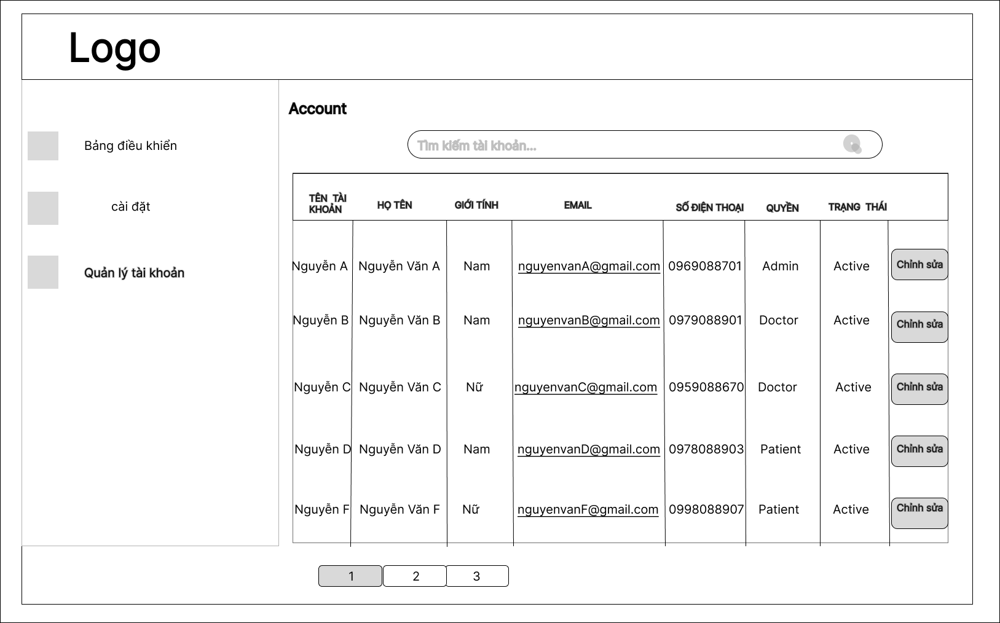 Logo
Account
Bảng điều khiển
Tìm kiếm tài khoản...
cài đặt
Quản lý tài khoản
TÊN TÀI
KHOẢN
HỌ TÊN
GIỚI TÍNH
EMAIL
SỐ ĐIỆN THOẠI
QUYỀN
TRẠNG THÁI
Nguyễn A Nguyễn Văn A Nam nguyenvanA@gmail.com 0969088701 Admin Active Chỉnh sửa
Nguyễn B Nguyễn Văn B Nam nguyenvanB@gmail.com 0979088901 Doctor Active Chỉnh sửa
Nguyễn C Nguyễn Văn C Nữ nguyenvanC@gmail.com 0959088670 Doctor Active Chỉnh sửa
Nguyễn D Nguyễn Văn D Nam nguyenvanD@gmail.com 0978088903 Patient Active Chỉnh sửa
Nguyễn F Nguyễn Văn F Nữ nguyenvanF@gmail.com 0998088907 Patient Active Chỉnh sửa
1 2 3